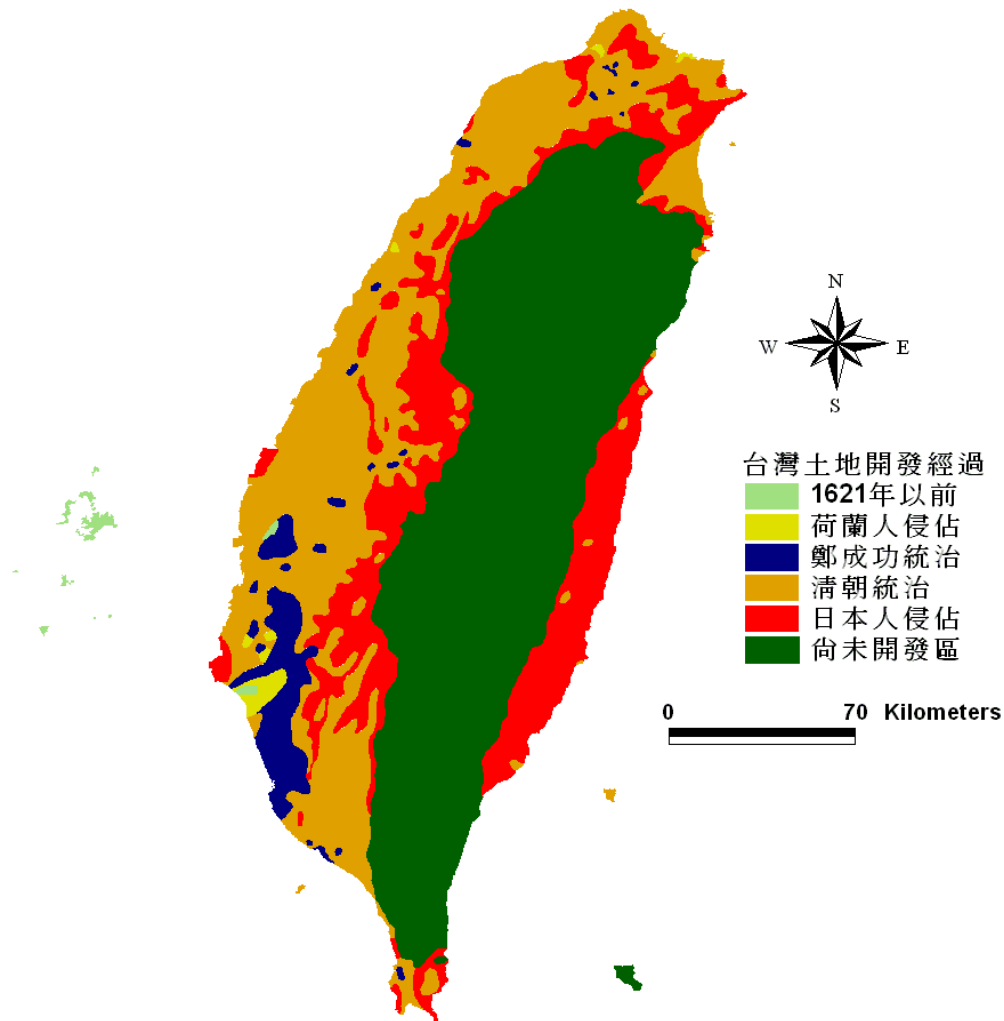 N
W E
S
台灣土地開發經過
1621年以前
荷蘭人侵佔
鄭成功統治
清朝統治
日本人侵佔
尚未開發區
0 70 Kilometers